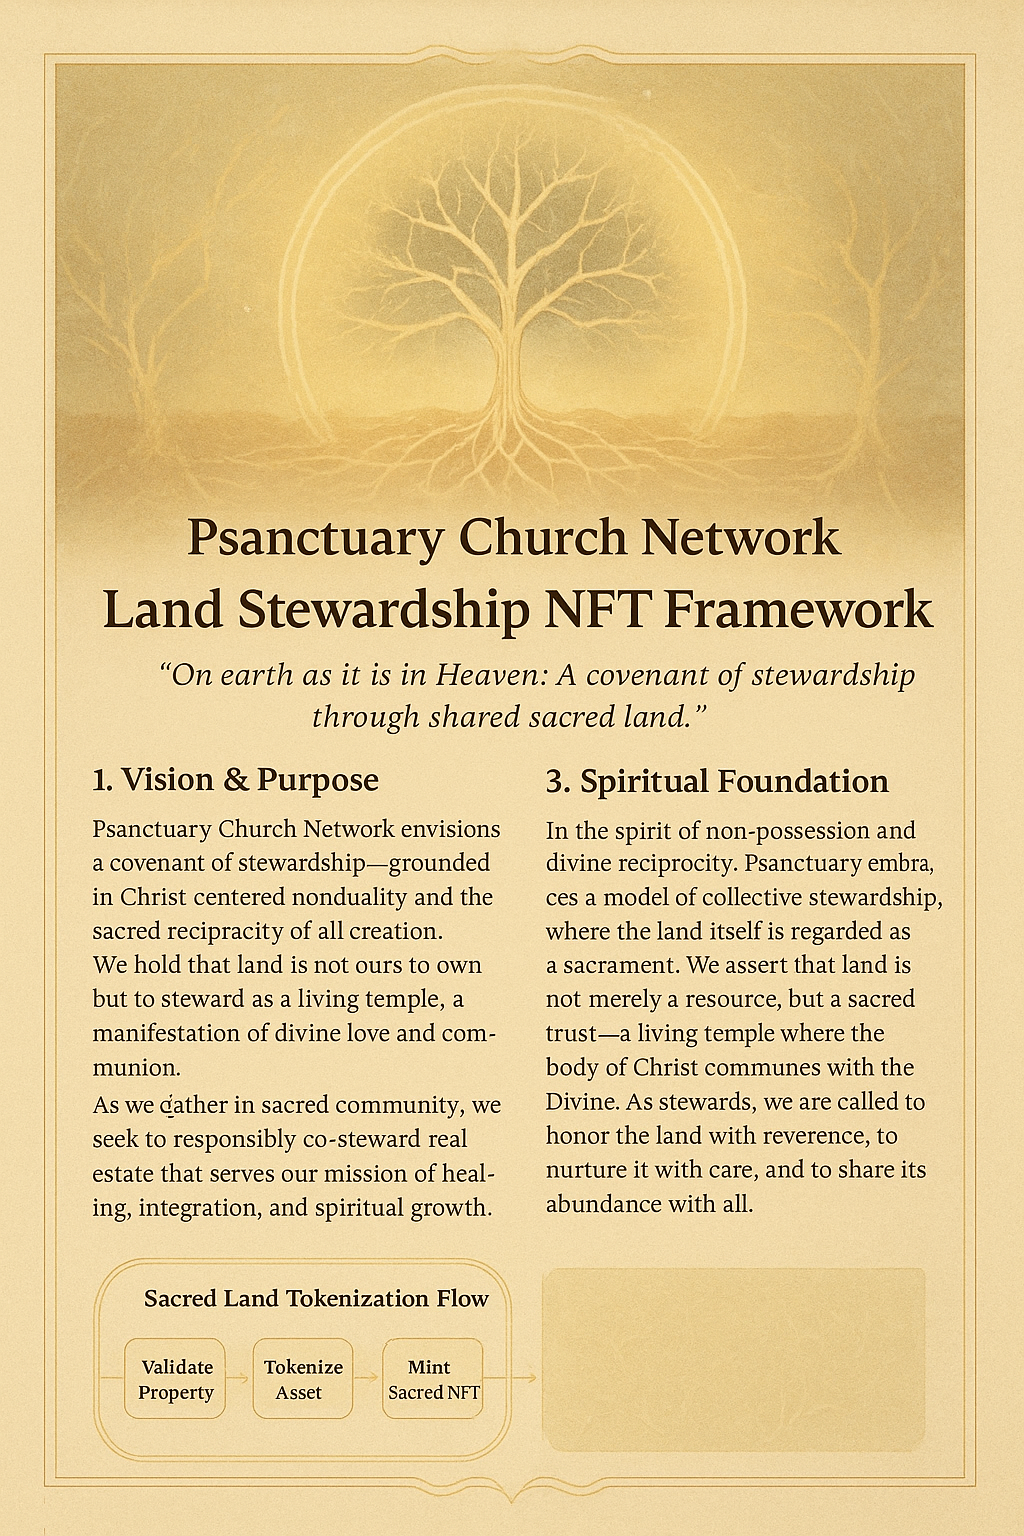 Psanctuary Church Network
Land Stewardship NFT Framework
“On earth as it is in Heaven: A covenant of stewardship
through shared sacred land.”
1. Vision & Purpose
Psanctuary Church Network envisions
a covenant of stewardship—grounded
in Christ centered nonduality and the
sacred recipracity of all creation.
We hold that land is not ours to own
but to steward as a living temple, a
manifestation of divine love and com-
munion.
As we gather in sacred community, we
seek to responsibly co-steward real
estate that serves our mission of heal-
ing, integration, and spiritual growth.
3. Spiritual Foundation
In the spirit of non-possession and
divine reciprocity. Psanctuary embra,
ces a model of collective stewardship,
where the land itself is regarded as
a sacrament. We assert that land is
not merely a resource, but a sacred
trust—a living temple where the
body of Christ communes with the
Divine. As stewards, we are called to
honor the land with reverence, to
nurture it with care, and to share its
abundance with all.
Sacred Land Tokenization Flow
Validate
Property
Tokenize
Asset
Mint
Sacred NFT